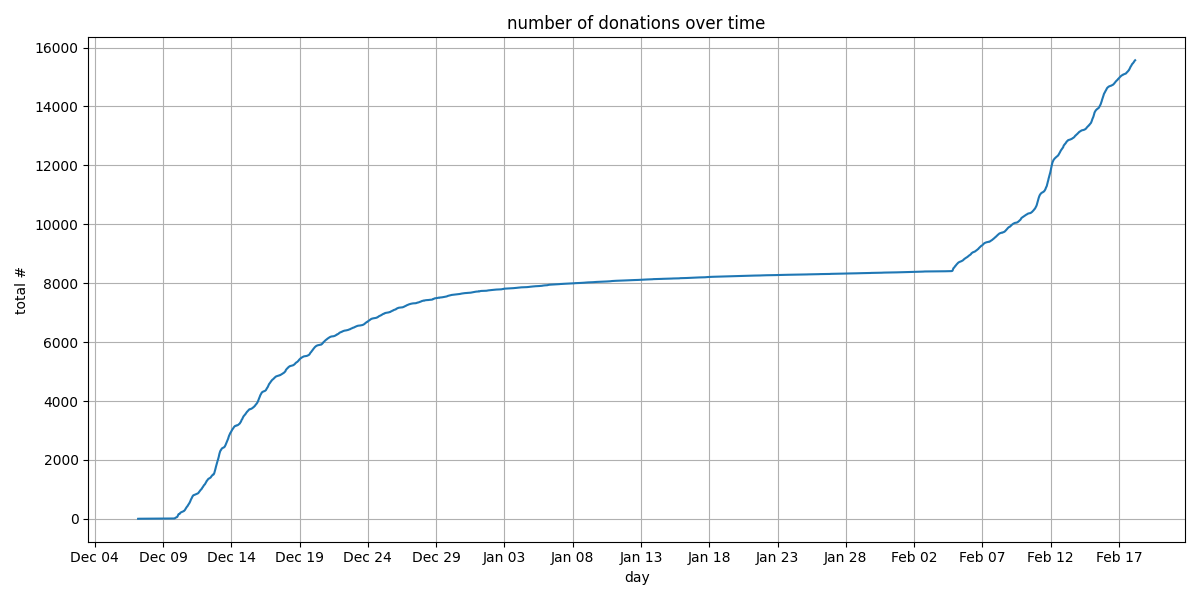 number of donations over time
16000
14000
12000
10000
8000
6000
4000
2000
0
total #
Dec 04 Dec 09 Dec 14 Dec 19 Dec 24 Dec 29 Jan 03 Jan 08 Jan 13 Jan 18 Jan 23 Jan 28 Feb 02 Feb 07 Feb 12 Feb 17
day